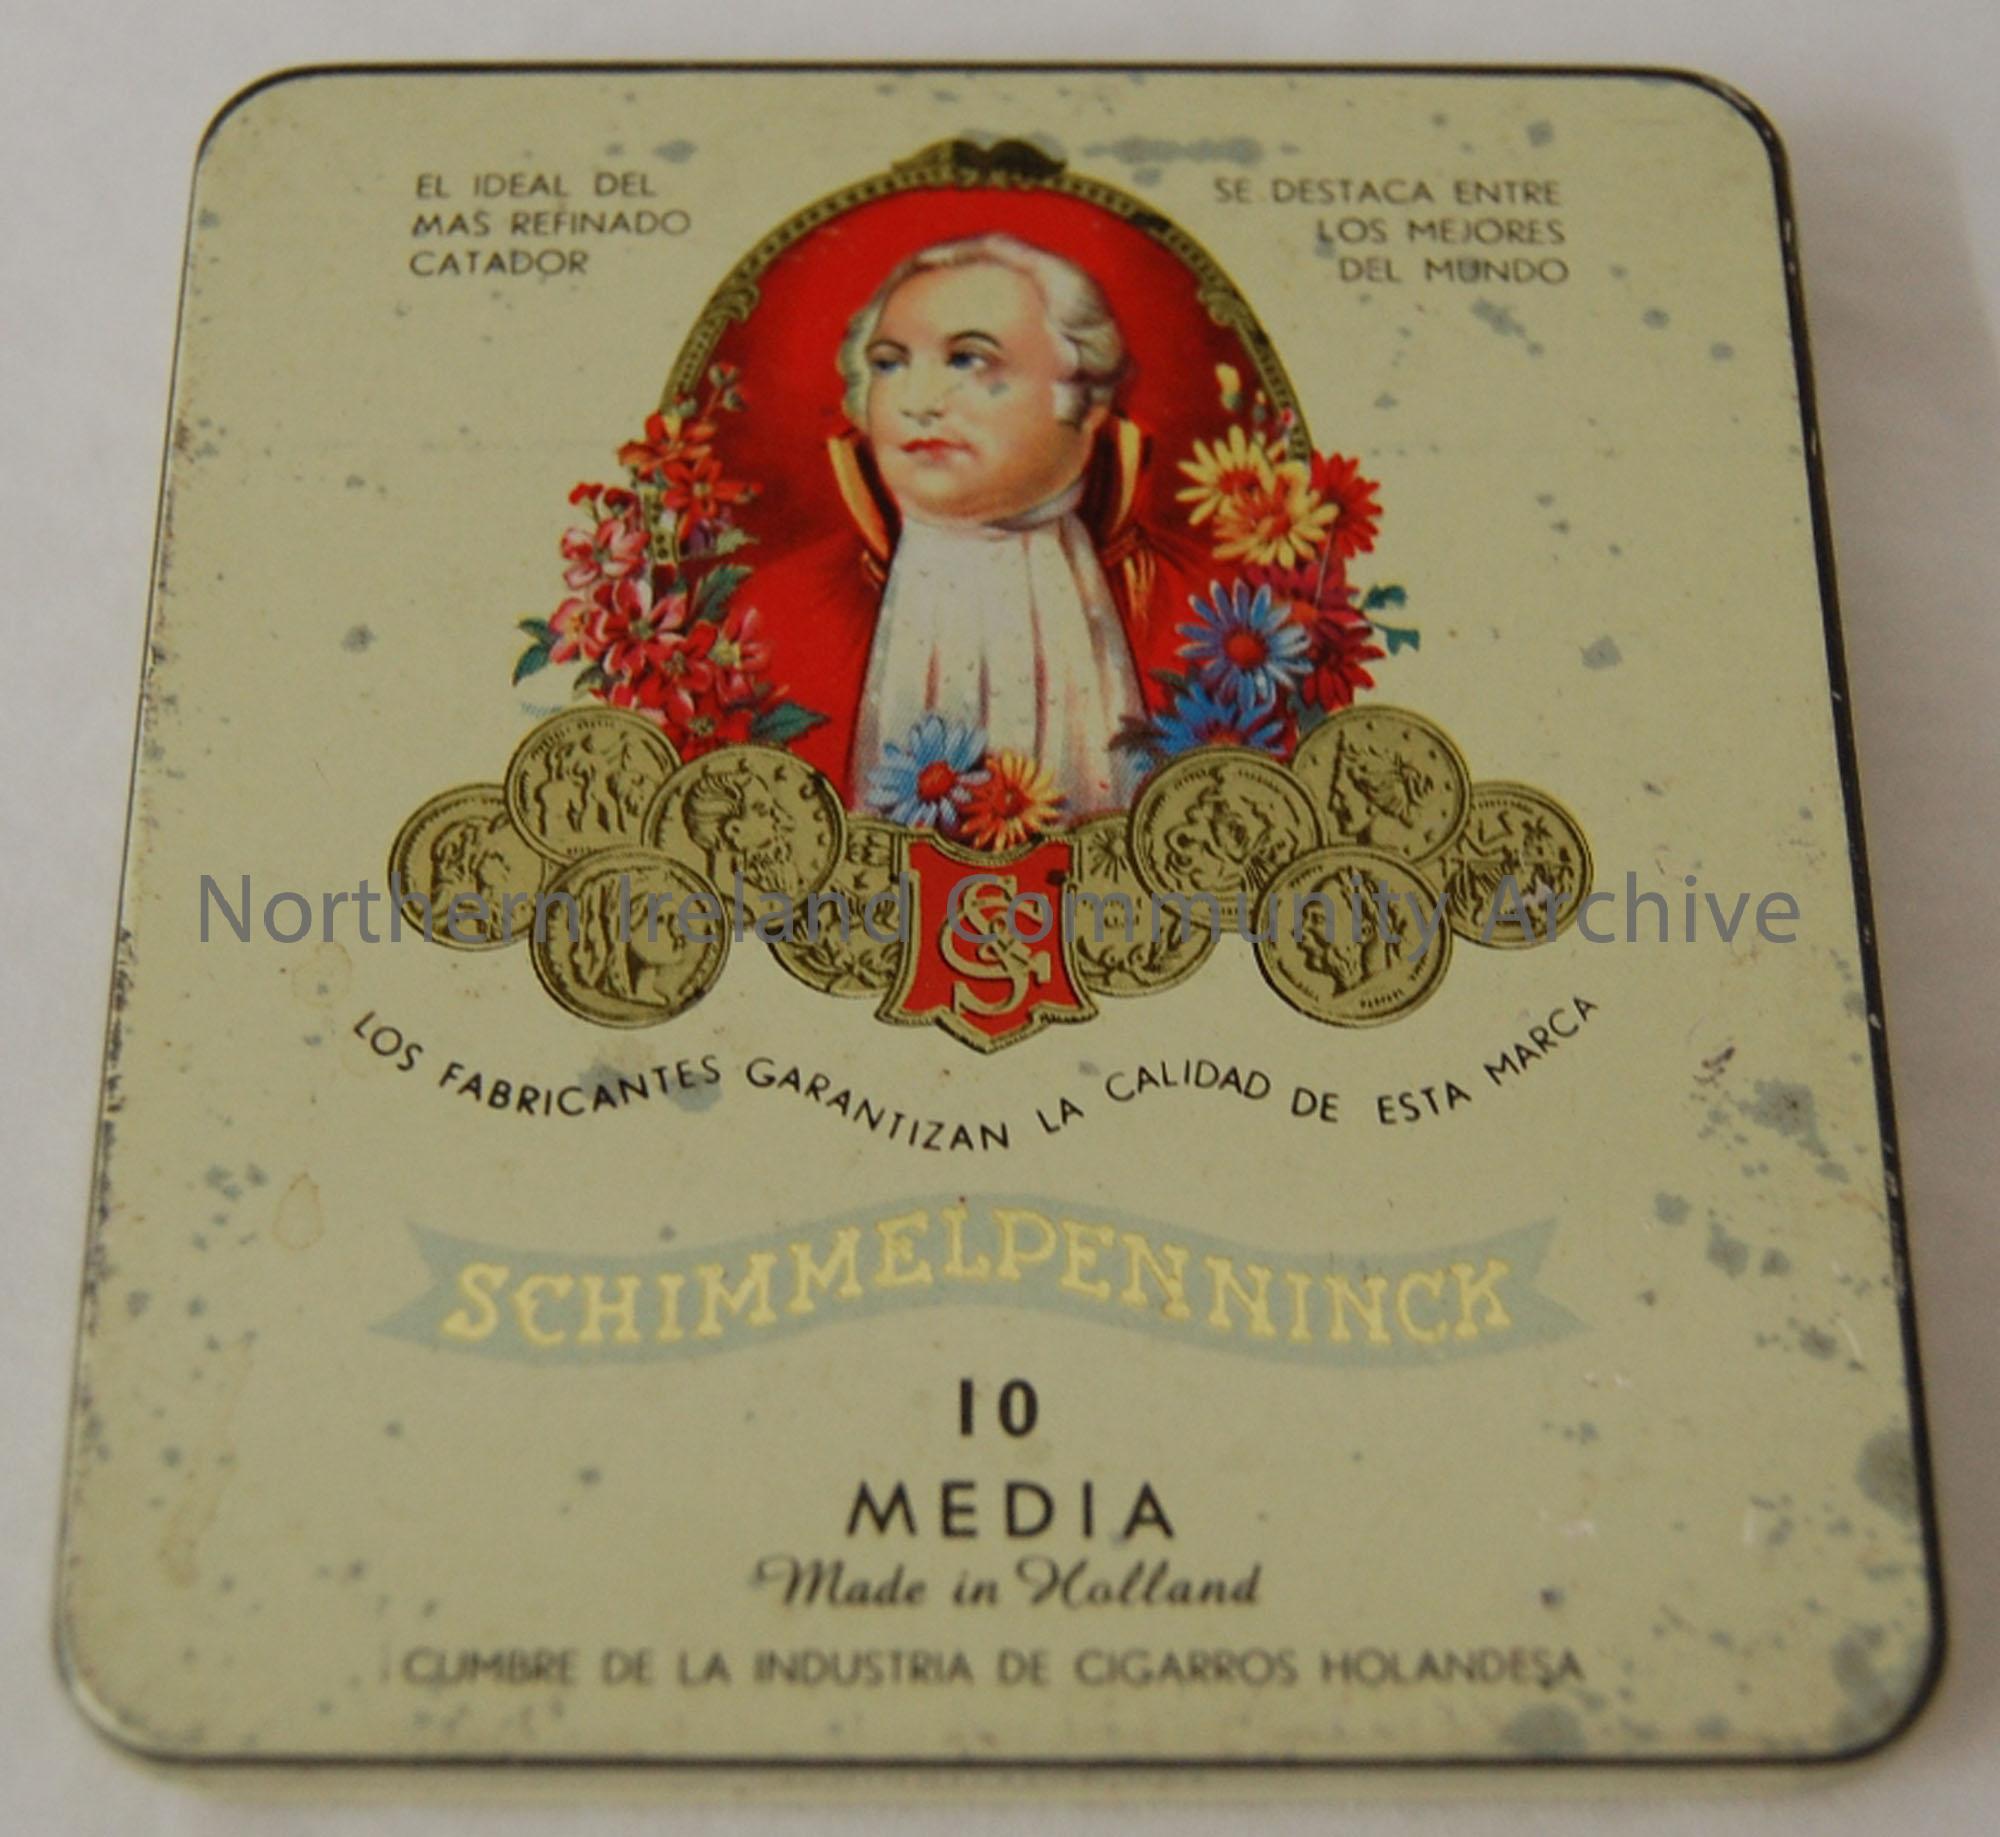 EL IDEAL DEL
MAS REFINADO
CATADOR
SE DESTACA ENTRE
LOS MEJORES
DEL MUNDO
Northern Ireland Community Archive
LOS FABRICANTES GARANTIZAN LA CALIDAD DE ESTA MARCA
SCHIMMELPENNINCK
10
MEDIA
Made in Holland
CUMBRE DE LA INDUSTRIA DE CIGARROS HOLANDESA